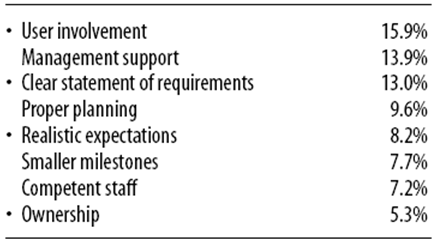 • User involvement 15.9%
Management support 13.9%
• Clear statement of requirements 13.0%
Proper planning 9.6%
• Realistic expectations 8.2%
Smaller milestones 7.7%
Competent staff 7.2%
• Ownership 5.3%